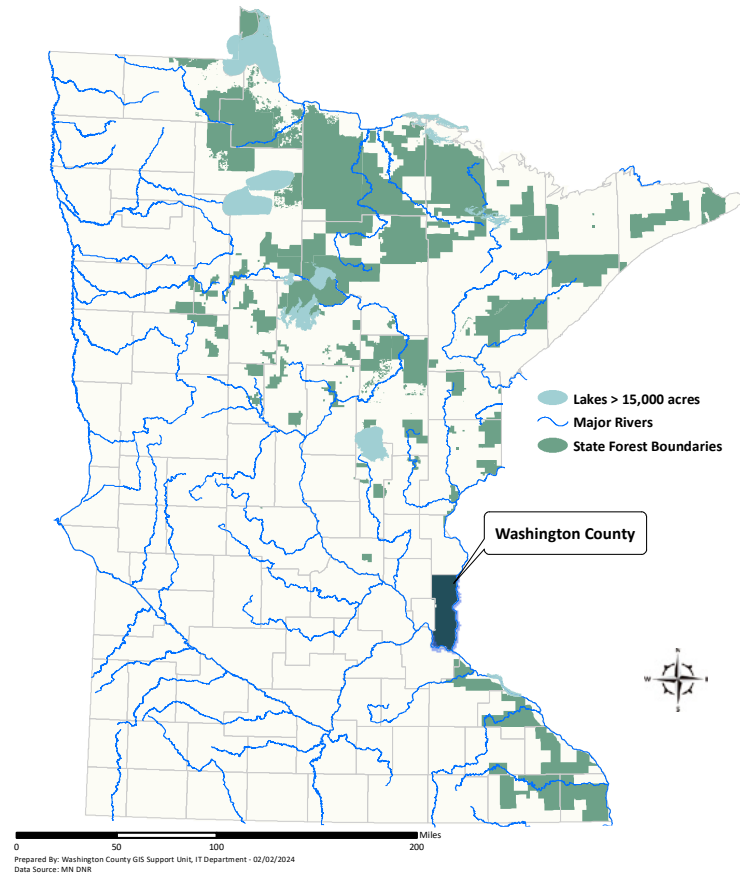 Lakes > 15,000 acres
Major Rivers
State Forest Boundaries
Washington County
N
W E
S
Miles
0 50 100 200
Prepared By: Washington County GIS Support Unit, IT Department - 02/02/2024
Data Source: MN DNR